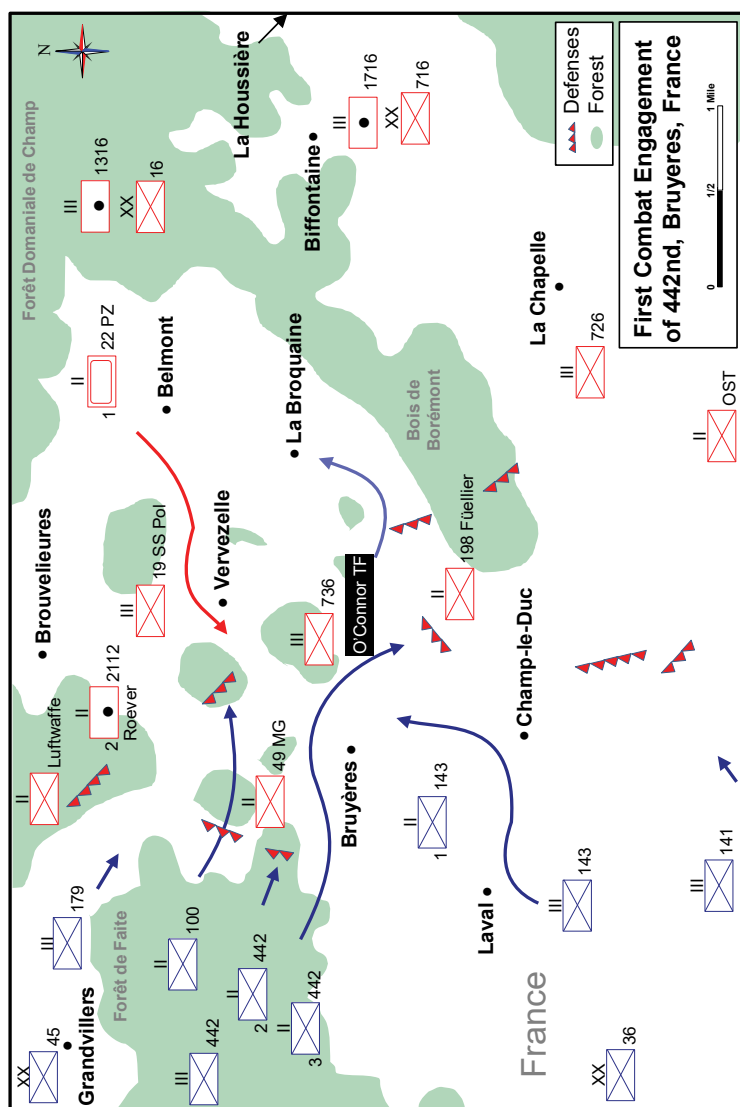 N
Grandvillers
XX
45
III
179
Forêt de Faite
II
100
III
442
II
2
442
II
3
442
II
Luftwaffe
II
2
2112
Roever
Brouvelieures
III
19 SS Pol
Vervezelle
II
1
22 PZ
Belmont
Forêt Domaniale de Champ
III
1316
XX
16
La Houssière
III
1716
XX
716
Biffontaine
La Broquaine
II
49 MG
Bruyères
III
736
O'Connor TF
II
198 Füellier
Bois de
Borémont
La Chapelle
III
726
II
OST
Champ-le-Duc
II
1
143
Laval
III
143
III
141
XX
36
France
Defenses
Forest
First Combat Engagement
of 442nd, Bruyeres, France
0
1/2
1 Mile